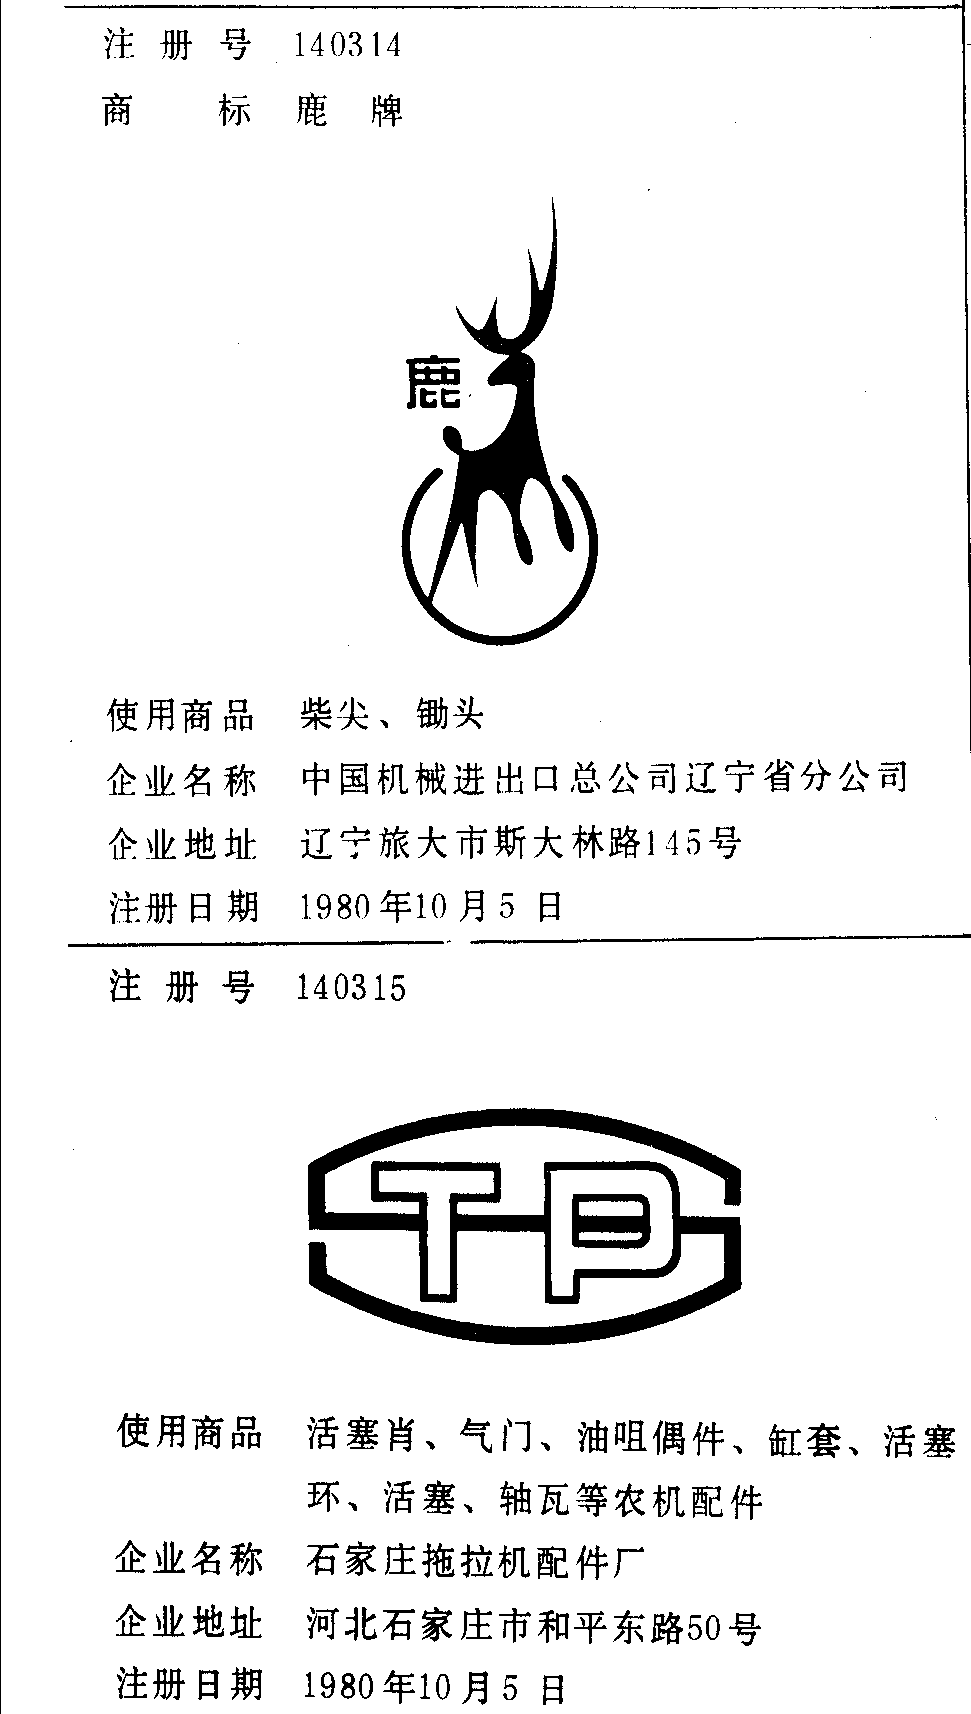 注册号 140314
商标 鹿牌
鹿
使用商品 柴尖、锄头
企业名称 中国机械进出口总公司辽宁省分公司
企业地址 辽宁旅大市斯大林路145号
注册日期 1980年10月5日
注册号 140315
TP
使用商品 活塞肖、气门、油咀偶件、缸套、活塞
环、活塞、轴瓦等农机配件
企业名称 石家庄拖拉机配件厂
企业地址 河北石家庄市和平东路50号
注册日期 1980年10月5日